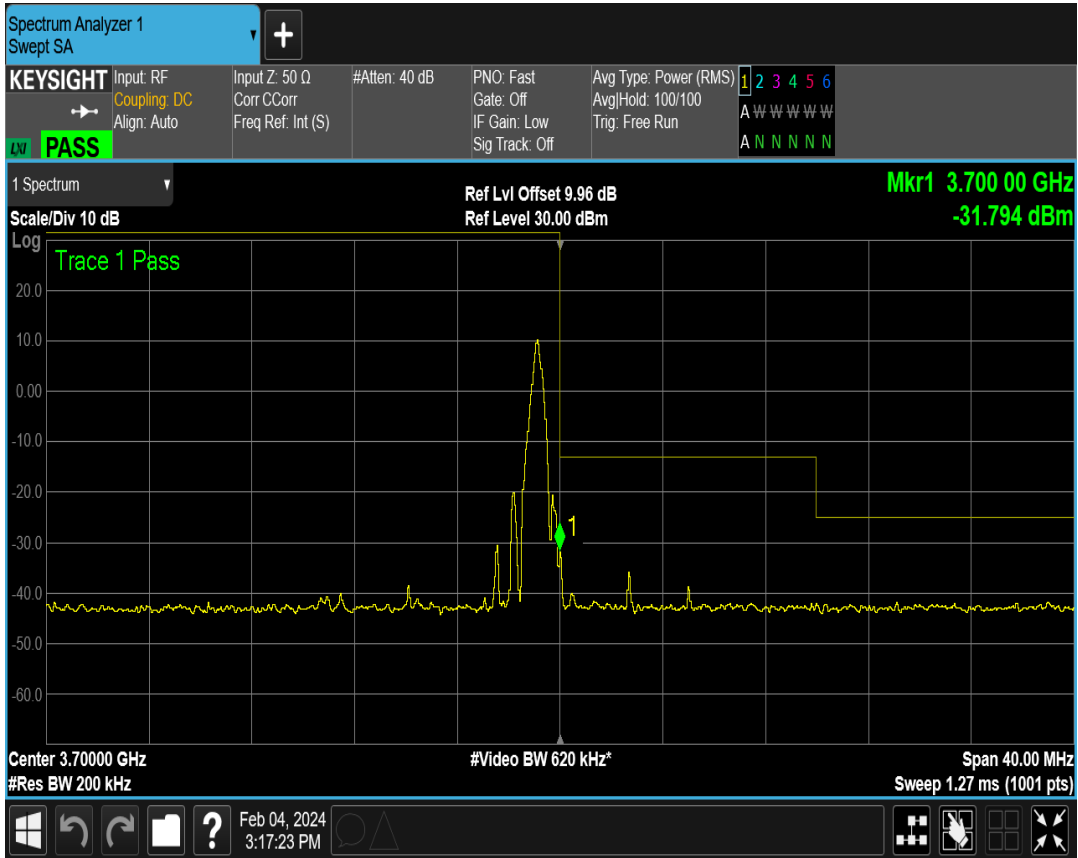 Spectrum Analyzer 1
Swept SA
KEYSIGHT
LXI PASS
Input: RF
Coupling: DC
Align: Auto
Input Z: 50 Ω
Corr CCorr
Freq Ref: Int (S)
#Atten: 40 dB
PNO: Fast
Gate: Off
IF Gain: Low
Sig Track: Off
Avg Type: Power (RMS)
Avg|Hold: 100/100
Trig: Free Run
1 2 3 4 5 6
A W W W W W
A N N N N N
1 Spectrum
Scale/Div 10 dB
Ref Lvl Offset 9.96 dB
Ref Level 30.00 dBm
Mkr1 3.700 00 GHz
-31.794 dBm
Log
Trace 1 Pass
20.0
10.0
0.00
-10.0
-20.0
1
-30.0
-40.0
-50.0
-60.0
Center 3.70000 GHz
#Res BW 200 kHz
#Video BW 620 kHz*
Span 40.00 MHz
Sweep 1.27 ms (1001 pts)
?
Feb 04, 2024
3:17:23 PM